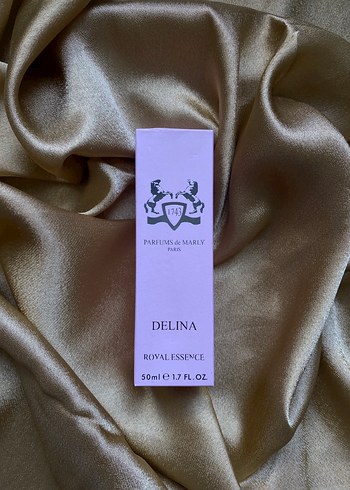 1743
PARFUMS de MARLY
PARIS
DELINA
ROYAL ESSENCE
50ml ℮ 1.7 FL.OZ.